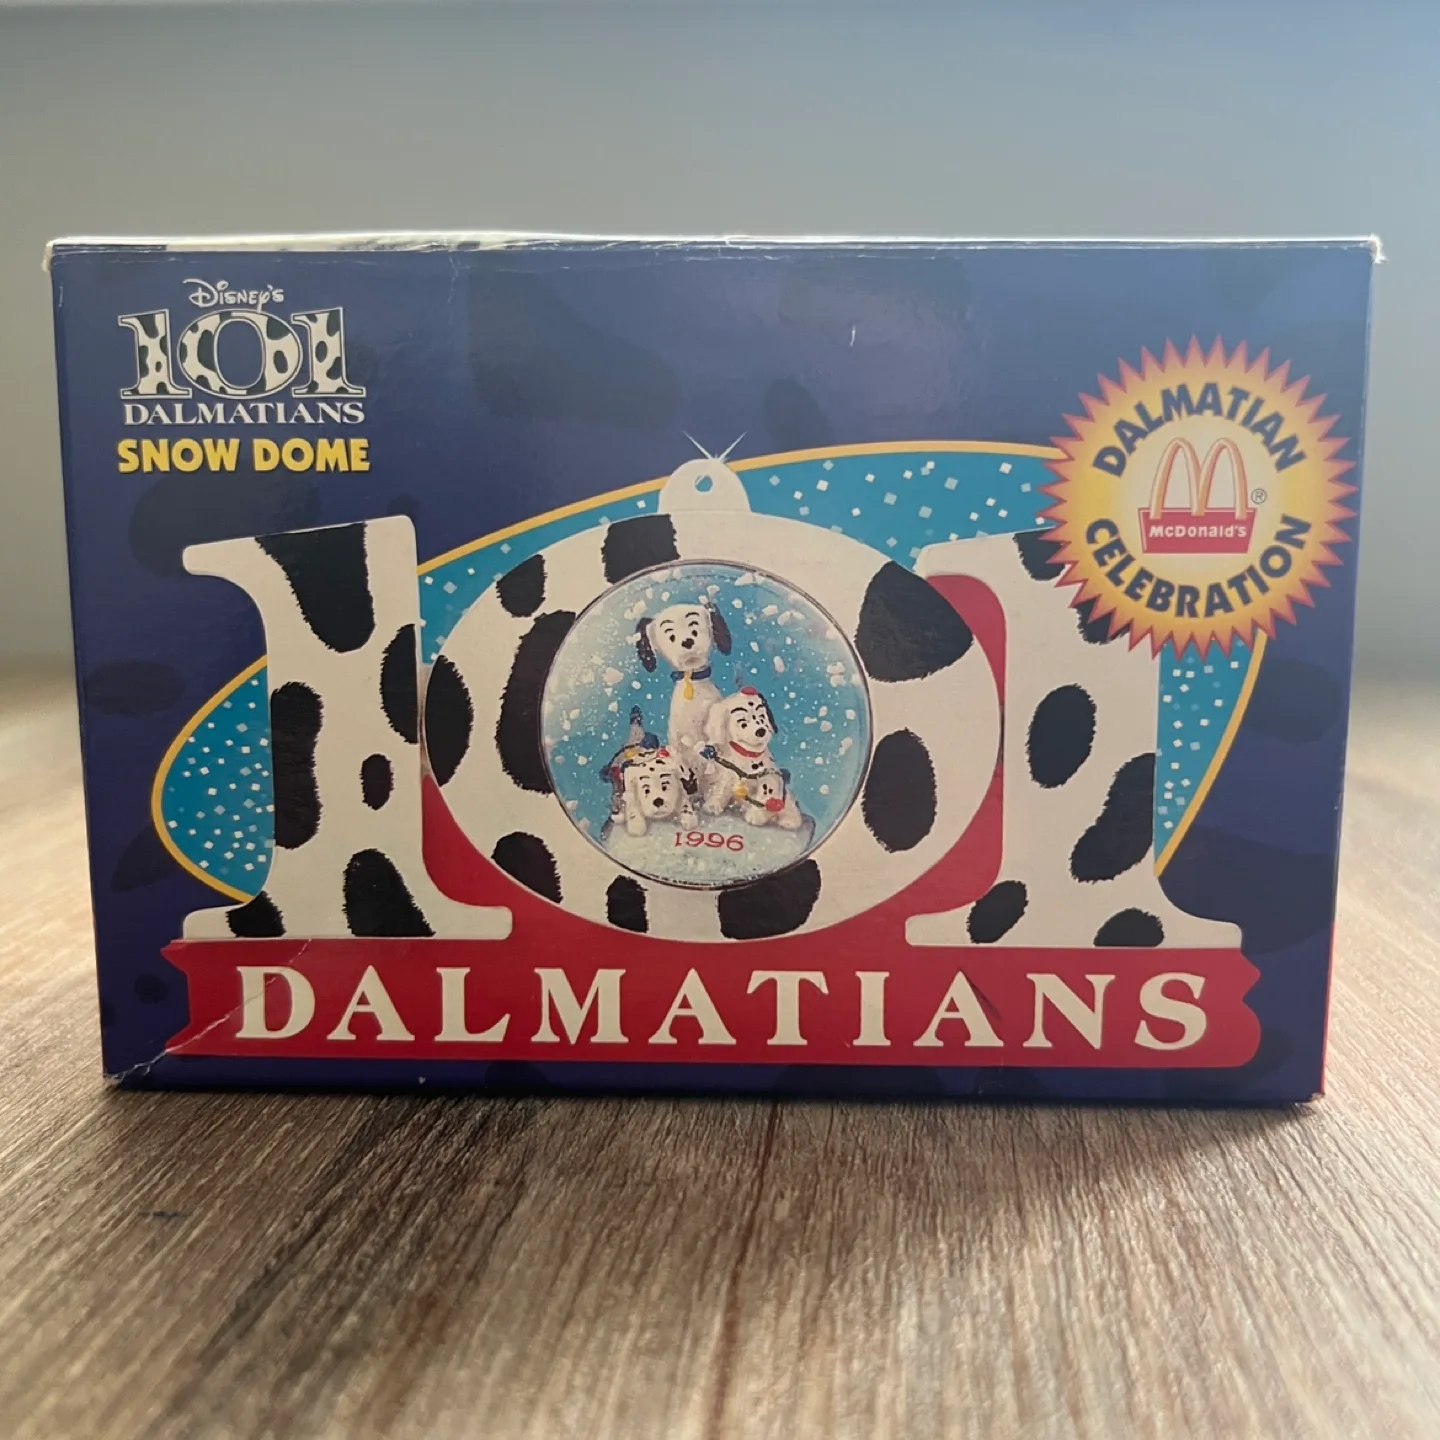 Disney's
101
DALMATIANS
SNOW DOME
DALMATIAN
McDonald's®
CELEBRATION
101
1996
DALMATIANS